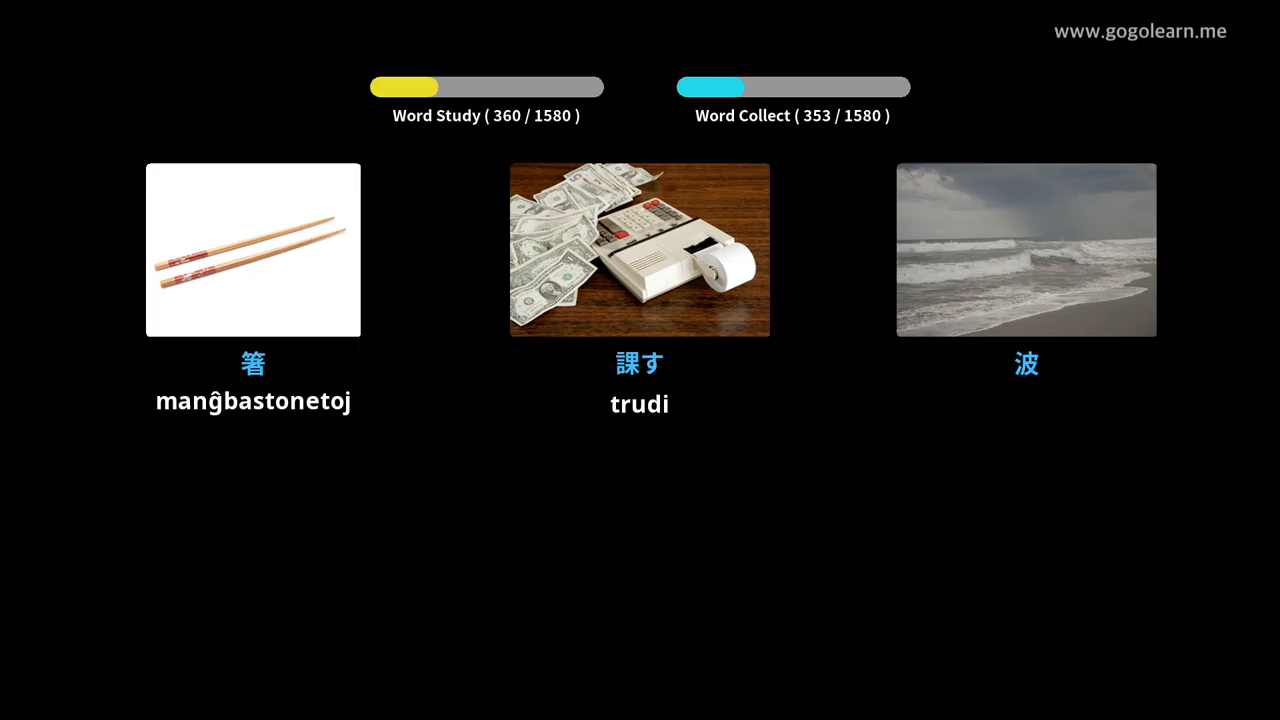 www.gogolearn.me
Word Study ( 360 / 1580 )
Word Collect ( 353 / 1580 )
箸
manĝbastonetoj
課す
trudi
波